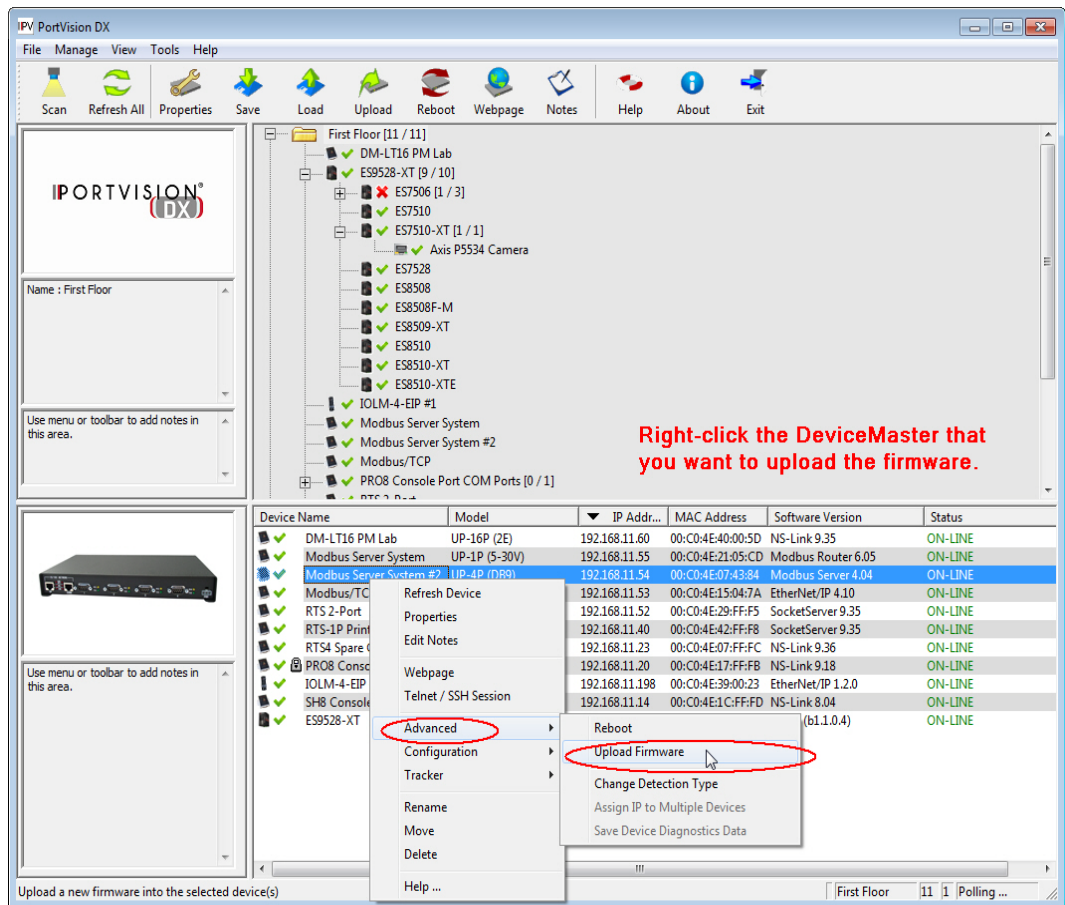 IPV PortVision DX
File Manage View Tools Help
Scan Refresh All Properties Save Load Upload Reboot Webpage Notes Help About Exit
PORTVISION® DX
Name : First Floor
Use menu or toolbar to add notes in
this area.
First Floor [11 / 11]
DM-LT16 PM Lab
ES9528-XT [9 / 10]
ES7506 [1 / 3]
ES7510
ES7510-XT [1 / 1]
Axis P5534 Camera
ES7528
ES8508
ES8508F-M
ES8509-XT
ES8510
ES8510-XT
ES8510-XTE
IOLM-4-EIP #1
Modbus Server System
Modbus Server System #2
Modbus/TCP
PRO8 Console Port COM Ports [0 / 1]
RTS 2-Port
Right-click the DeviceMaster that
you want to upload the firmware.
Use menu or toolbar to add notes in
this area.
Device Name Model IP Addr... MAC Address Software Version Status
DM-LT16 PM Lab UP-16P (2E) 192.168.11.60 00:C0:4E:40:00:5D NS-Link 9.35 ON-LINE
Modbus Server System UP-1P (5-30V) 192.168.11.55 00:C0:4E:21:05:CD Modbus Router 6.05 ON-LINE
Modbus Server System #2 UP-4P (DB9) 192.168.11.54 00:C0:4E:07:43:84 Modbus Server 4.04 ON-LINE
Modbus/TC 192.168.11.53 00:C0:4E:15:04:7A EtherNet/IP 4.10 ON-LINE
RTS 2-Port 192.168.11.52 00:C0:4E:29:FF:F5 SocketServer 9.35 ON-LINE
RTS-1P Print 192.168.11.40 00:C0:4E:42:FF:F8 SocketServer 9.35 ON-LINE
RTS4 Spare 192.168.11.23 00:C0:4E:07:FF:FC NS-Link 9.36 ON-LINE
PRO8 Conso 192.168.11.20 00:C0:4E:17:FF:FB NS-Link 9.18 ON-LINE
IOLM-4-EIP 192.168.11.198 00:C0:4E:39:00:23 EtherNet/IP 1.2.0 ON-LINE
SH8 Console 192.168.11.14 00:C0:4E:1C:FF:FD NS-Link 8.04 ON-LINE
ES9528-XT (b1.1.0.4) ON-LINE
Refresh Device
Properties
Edit Notes
Webpage
Telnet / SSH Session
Advanced
Configuration
Tracker
Rename
Move
Delete
Help ...
Reboot
Upload Firmware
Change Detection Type
Assign IP to Multiple Devices
Save Device Diagnostics Data
Upload a new firmware into the selected device(s) First Floor 11 1 Polling ...